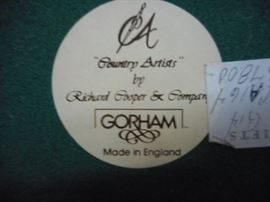 CA
"Country Artists"
by
Richard Cooper & Company
GORHAM
Made in England